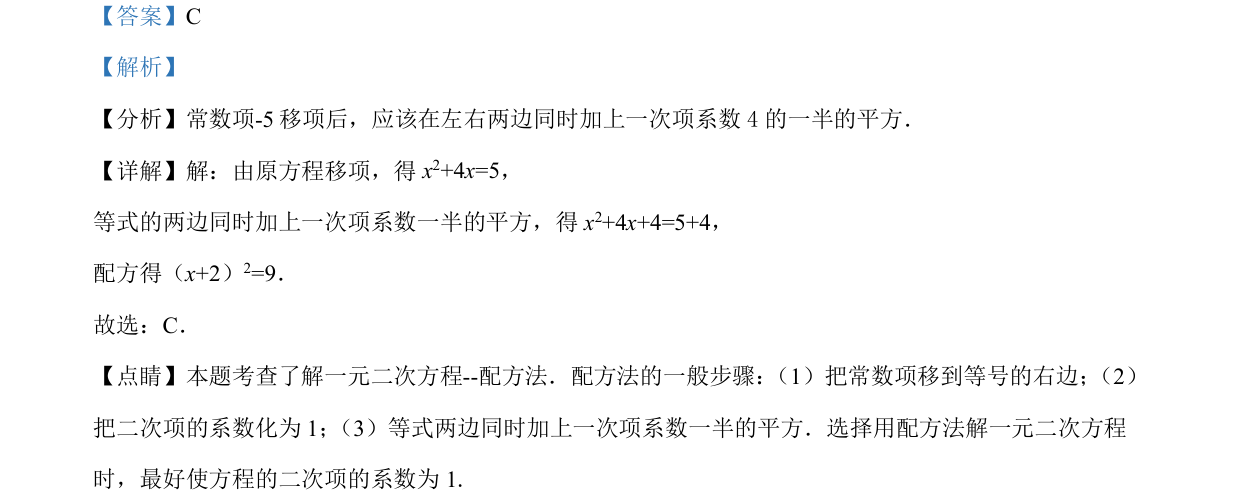 【答案】C
【解析】
【分析】常数项-5 移项后，应该在左右两边同时加上一次项系数 4 的一半的平方．
【详解】解：由原方程移项，得 x²+4x=5，
等式的两边同时加上一次项系数一半的平方，得 x²+4x+4=5+4，
配方得（x+2）²=9．
故选：C．
【点睛】本题考查了解一元二次方程--配方法．配方法的一般步骤：（1）把常数项移到等号的右边；（2）
把二次项的系数化为 1；（3）等式两边同时加上一次项系数一半的平方．选择用配方法解一元二次方程
时，最好使方程的二次项的系数为 1.